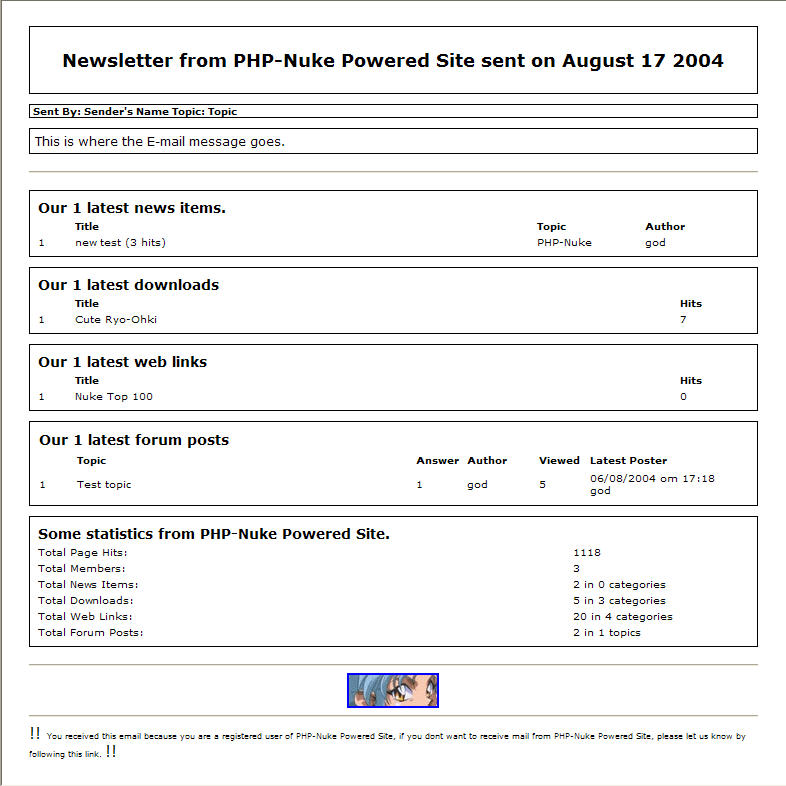 Newsletter from PHP-Nuke Powered Site sent on August 17 2004
Sent By: Sender's Name Topic: Topic
This is where the E-mail message goes.
Our 1 latest news items.
Title Topic Author
1 new test (3 hits) PHP-Nuke god
Our 1 latest downloads
Title Hits
1 Cute Ryo-Ohki 7
Our 1 latest web links
Title Hits
1 Nuke Top 100 0
Our 1 latest forum posts
Topic Answer Author Viewed Latest Poster
1 Test topic 1 god 5 06/08/2004 om 17:18
god
Some statistics from PHP-Nuke Powered Site.
Total Page Hits: 1118
Total Members: 3
Total News Items: 2 in 0 categories
Total Downloads: 5 in 3 categories
Total Web Links: 20 in 4 categories
Total Forum Posts: 2 in 1 topics
!! You received this email because you are a registered user of PHP-Nuke Powered Site, if you dont want to receive mail from PHP-Nuke Powered Site, please let us know by
following this link. !!